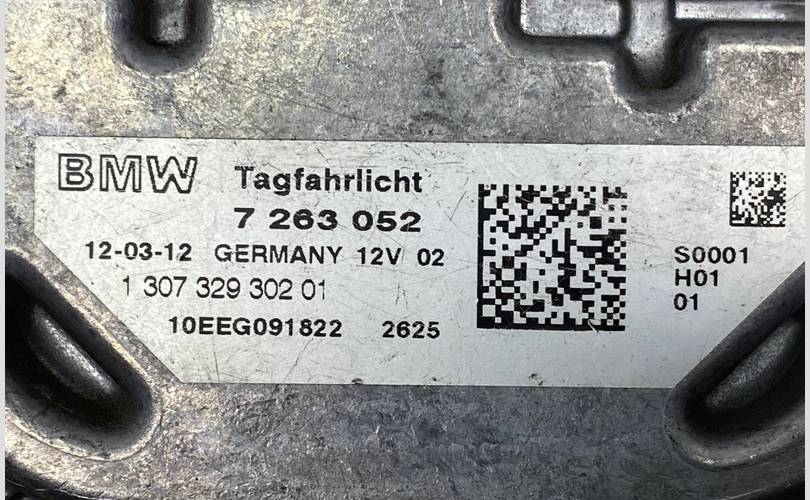 BMW Tagfahrlicht
7 263 052
12-03-12 GERMANY 12V 02
1 307 329 302 01
10EEG091822 2625
S0001
H01
01